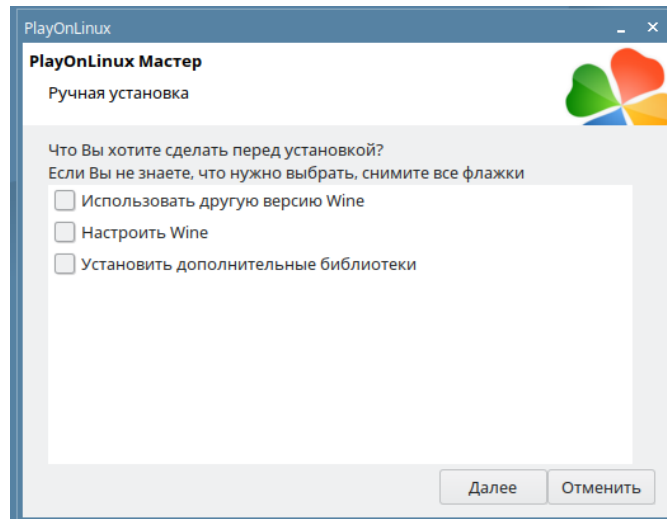 PlayOnLinux
PlayOnLinux Мастер
Ручная установка
Что Вы хотите сделать перед установкой?
Если Вы не знаете, что нужно выбрать, снимите все флажки
Использовать другую версию Wine
Настроить Wine
Установить дополнительные библиотеки
Далее
Отменить